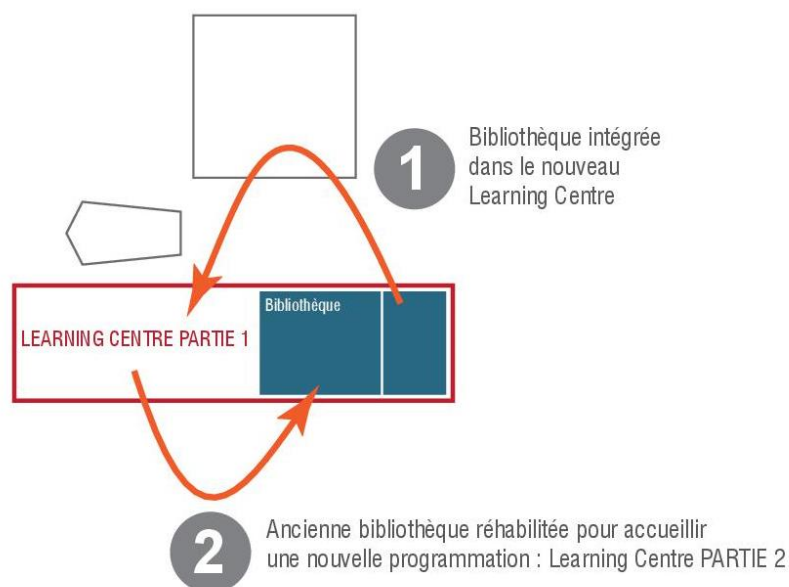 1
Bibliothèque intégrée
dans le nouveau
Learning Centre
Bibliothèque
LEARNING CENTRE PARTIE 1
2
Ancienne bibliothèque réhabilitée pour accueillir
une nouvelle programmation : Learning Centre PARTIE 2